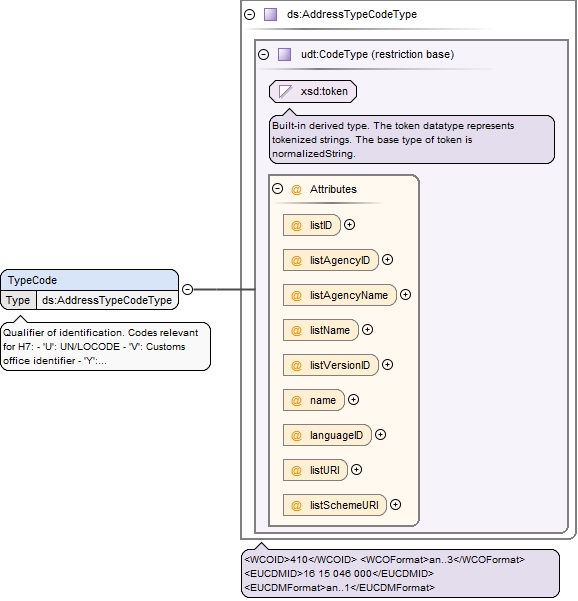 ds:AddressTypeCodeType
udt:CodeType (restriction base)
xsd:token
Built-in derived type. The token datatype represents
tokenized strings. The base type of token is
normalizedString.
@ Attributes
@ listID
@ listAgencyID
@ listAgencyName
@ listName
@ listVersionID
@ name
@ languageID
@ listURI
@ listSchemeURI
TypeCode
Type ds:AddressTypeCodeType
Qualifier of identification. Codes relevant
for H7: - 'U': UN/LOCODE - 'V': Customs
office identifier - 'Y':...
<WCOID>410</WCOID> <WCOFormat>an..3</WCOFormat>
<EUCDMID>16 15 046 000</EUCDMID>
<EUCDMFormat>an..1</EUCDMFormat>